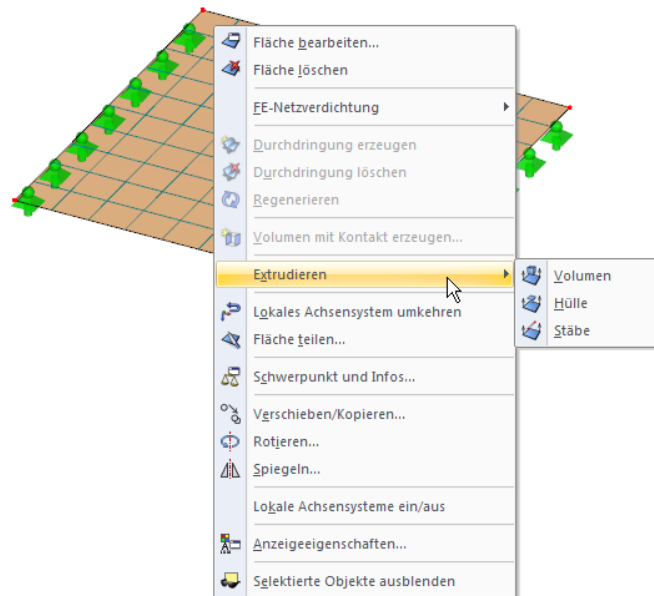 Fläche bearbeiten...
Fläche löschen
FE-Netzverdichtung
Durchdringung erzeugen
Durchdringung löschen
Regenerieren
Volumen mit Kontakt erzeugen...
Extrudieren
Volumen
Hülle
Stäbe
Lokales Achsensystem umkehren
Fläche teilen...
Schwerpunkt und Infos...
Verschieben/Kopieren...
Rotieren...
Spiegeln...
Lokale Achsensysteme ein/aus
Anzeigeeigenschaften...
Selektierte Objekte ausblenden